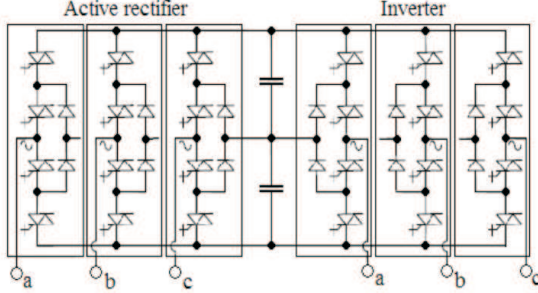 Active rectifier Inverter
~ ~ ~ ~ ~ ~
a b c a b c